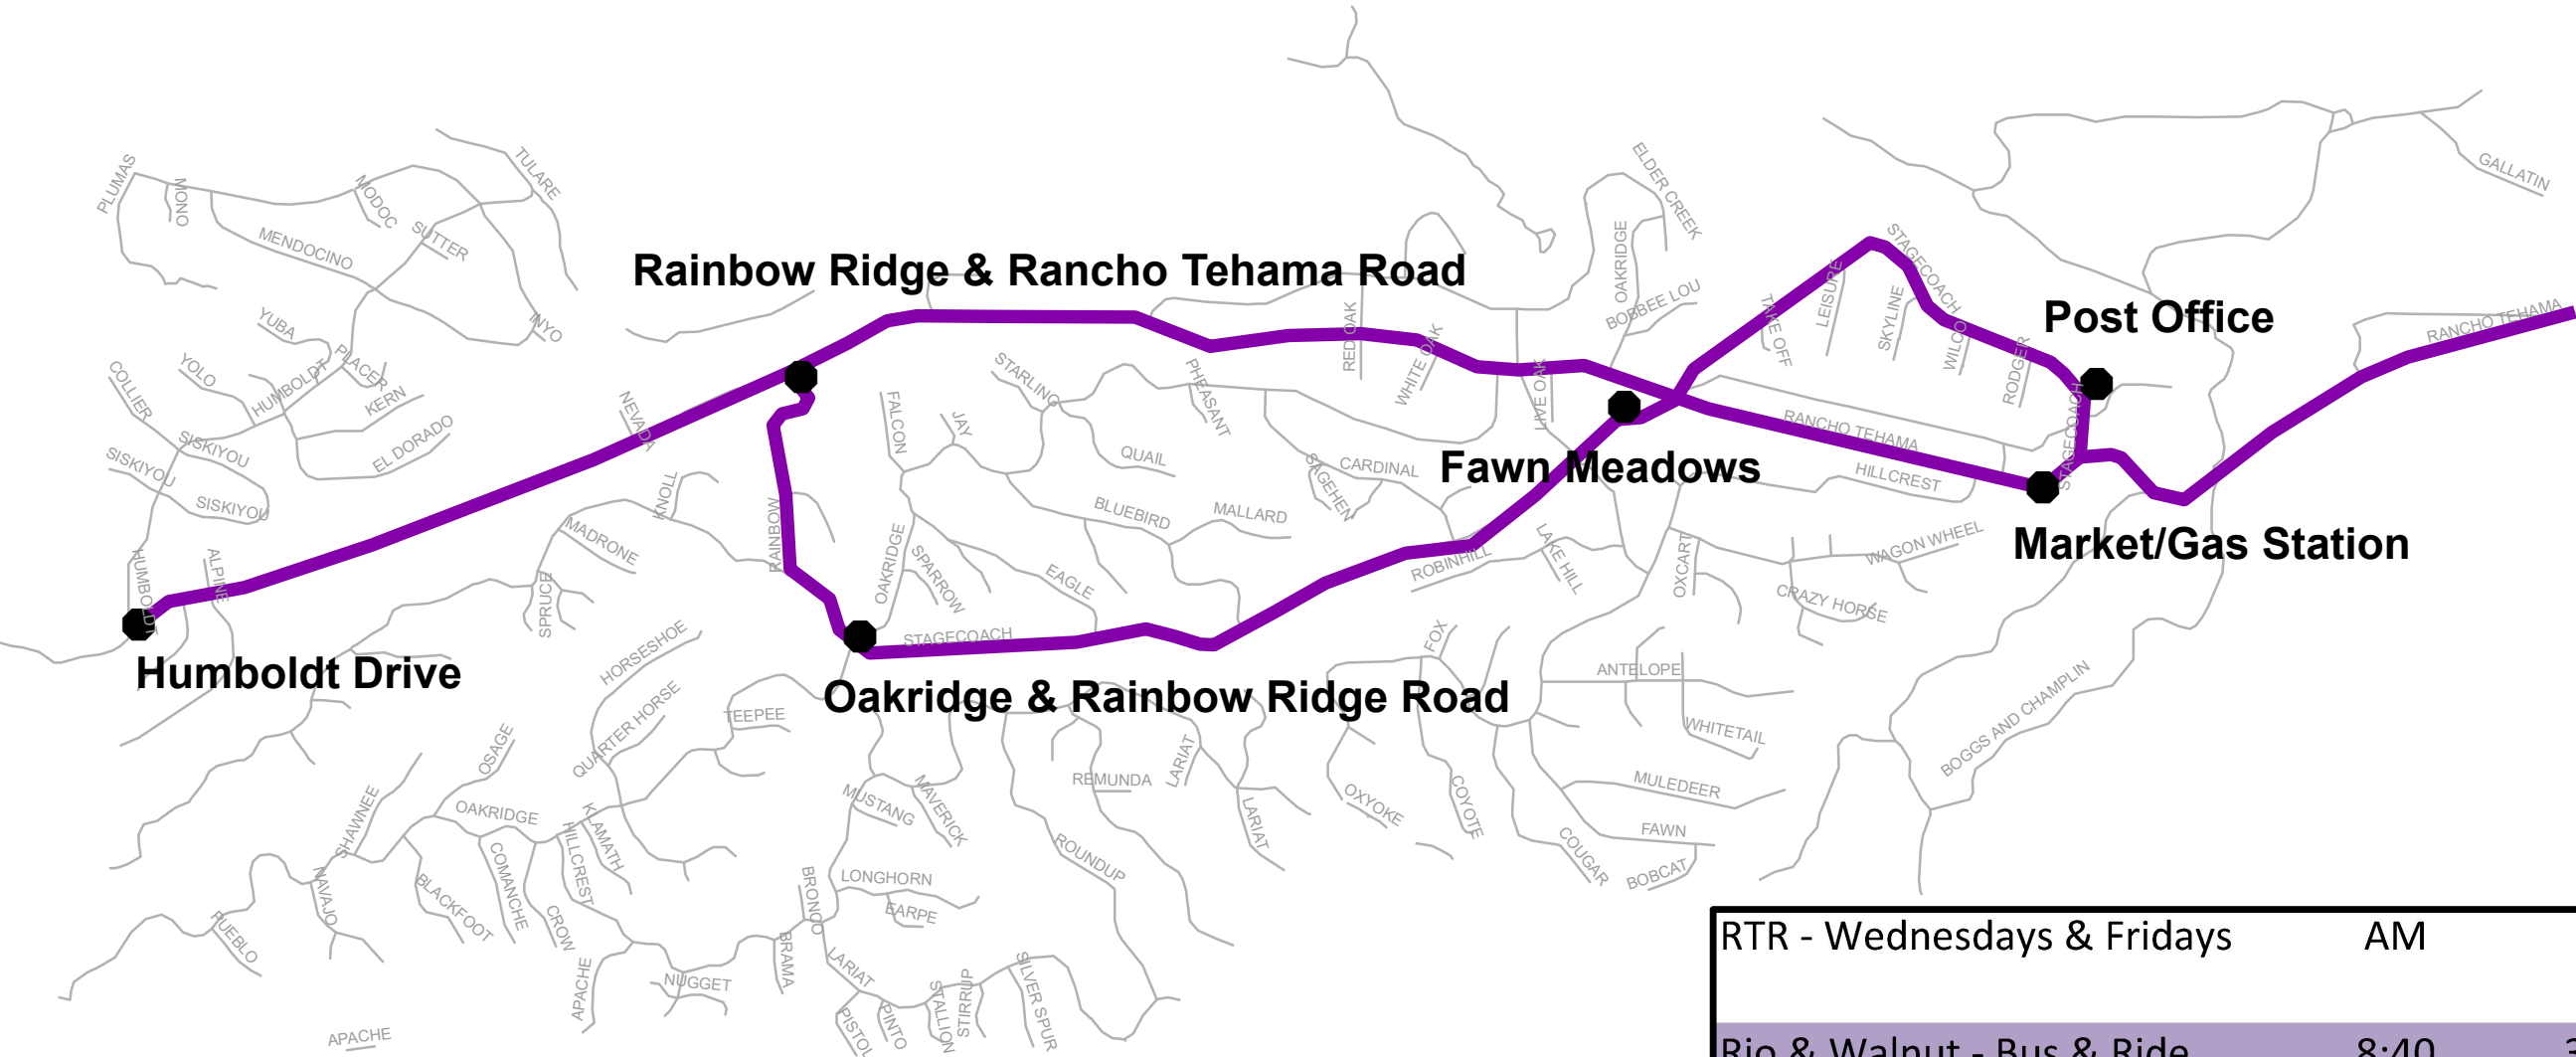 PLUMAS
MONO
MODOC
TULARE
MENDOCINO
SUTTER
ELDER CREEK
GALLATIN
OAKRIDGE
STAGECOACH
Rainbow Ridge & Rancho Tehama Road
LEISURE
BOBBEE LOU
TAKE OFF
SKYLINE
WILCO
RODGER
Post Office
RANCHO TEHAMA
YUBA
INYO
RED OAK
WHITE OAK
LIVE OAK
COLLIER
YOLO
HUMBOLDT
PLACER
KERN
EL DORADO
NEVADA
STARLING
PHEASANT
FALCON
JAY
QUAIL
SAGEHEN
CARDINAL
Fawn Meadows
RANCHO TEHAMA
HILLCREST
STAGECOACH
SISKIYOU
SISKIYOU
SISKIYOU
KNOLL
MADRONE
RAINBOW
BLUEBIRD
MALLARD
LAKE HILL
ROBINHILL
OXCART
WAGON WHEEL
CRAZY HORSE
Market/Gas Station
HUMBOLDT
ALPINE
SPRUCE
OAKRIDGE
SPARROW
EAGLE
STAGECOACH
FOX
ANTELOPE
WHITETAIL
BOGGS AND CHAMPLIN
Humboldt Drive
Oakridge & Rainbow Ridge Road
HORSESHOE
QUARTER HORSE
TEEPEE
OSAGE
SHAWNEE
OAKRIDGE
KLAMATH
HILLCREST
MUSTANG
MAVERICK
REMUNDA
LARIAT
LARIAT
OXYOKE
COYOTE
MULEDEER
FAWN
COUGAR
BOBCAT
NAVAJO
PUEBLO
BLACKFOOT
COMANCHE
CROW
APACHE
APACHE
NUGGET
BRONCO
BRAMA
LONGHORN
EARPE
ROUNDUP
LARIAT
PISTOL
PINTO
STALLION
STIRRUP
SILVER SPUR
RTR - Wednesdays & Fridays AM
Rio & Walnut - Bus & Ride 8:40